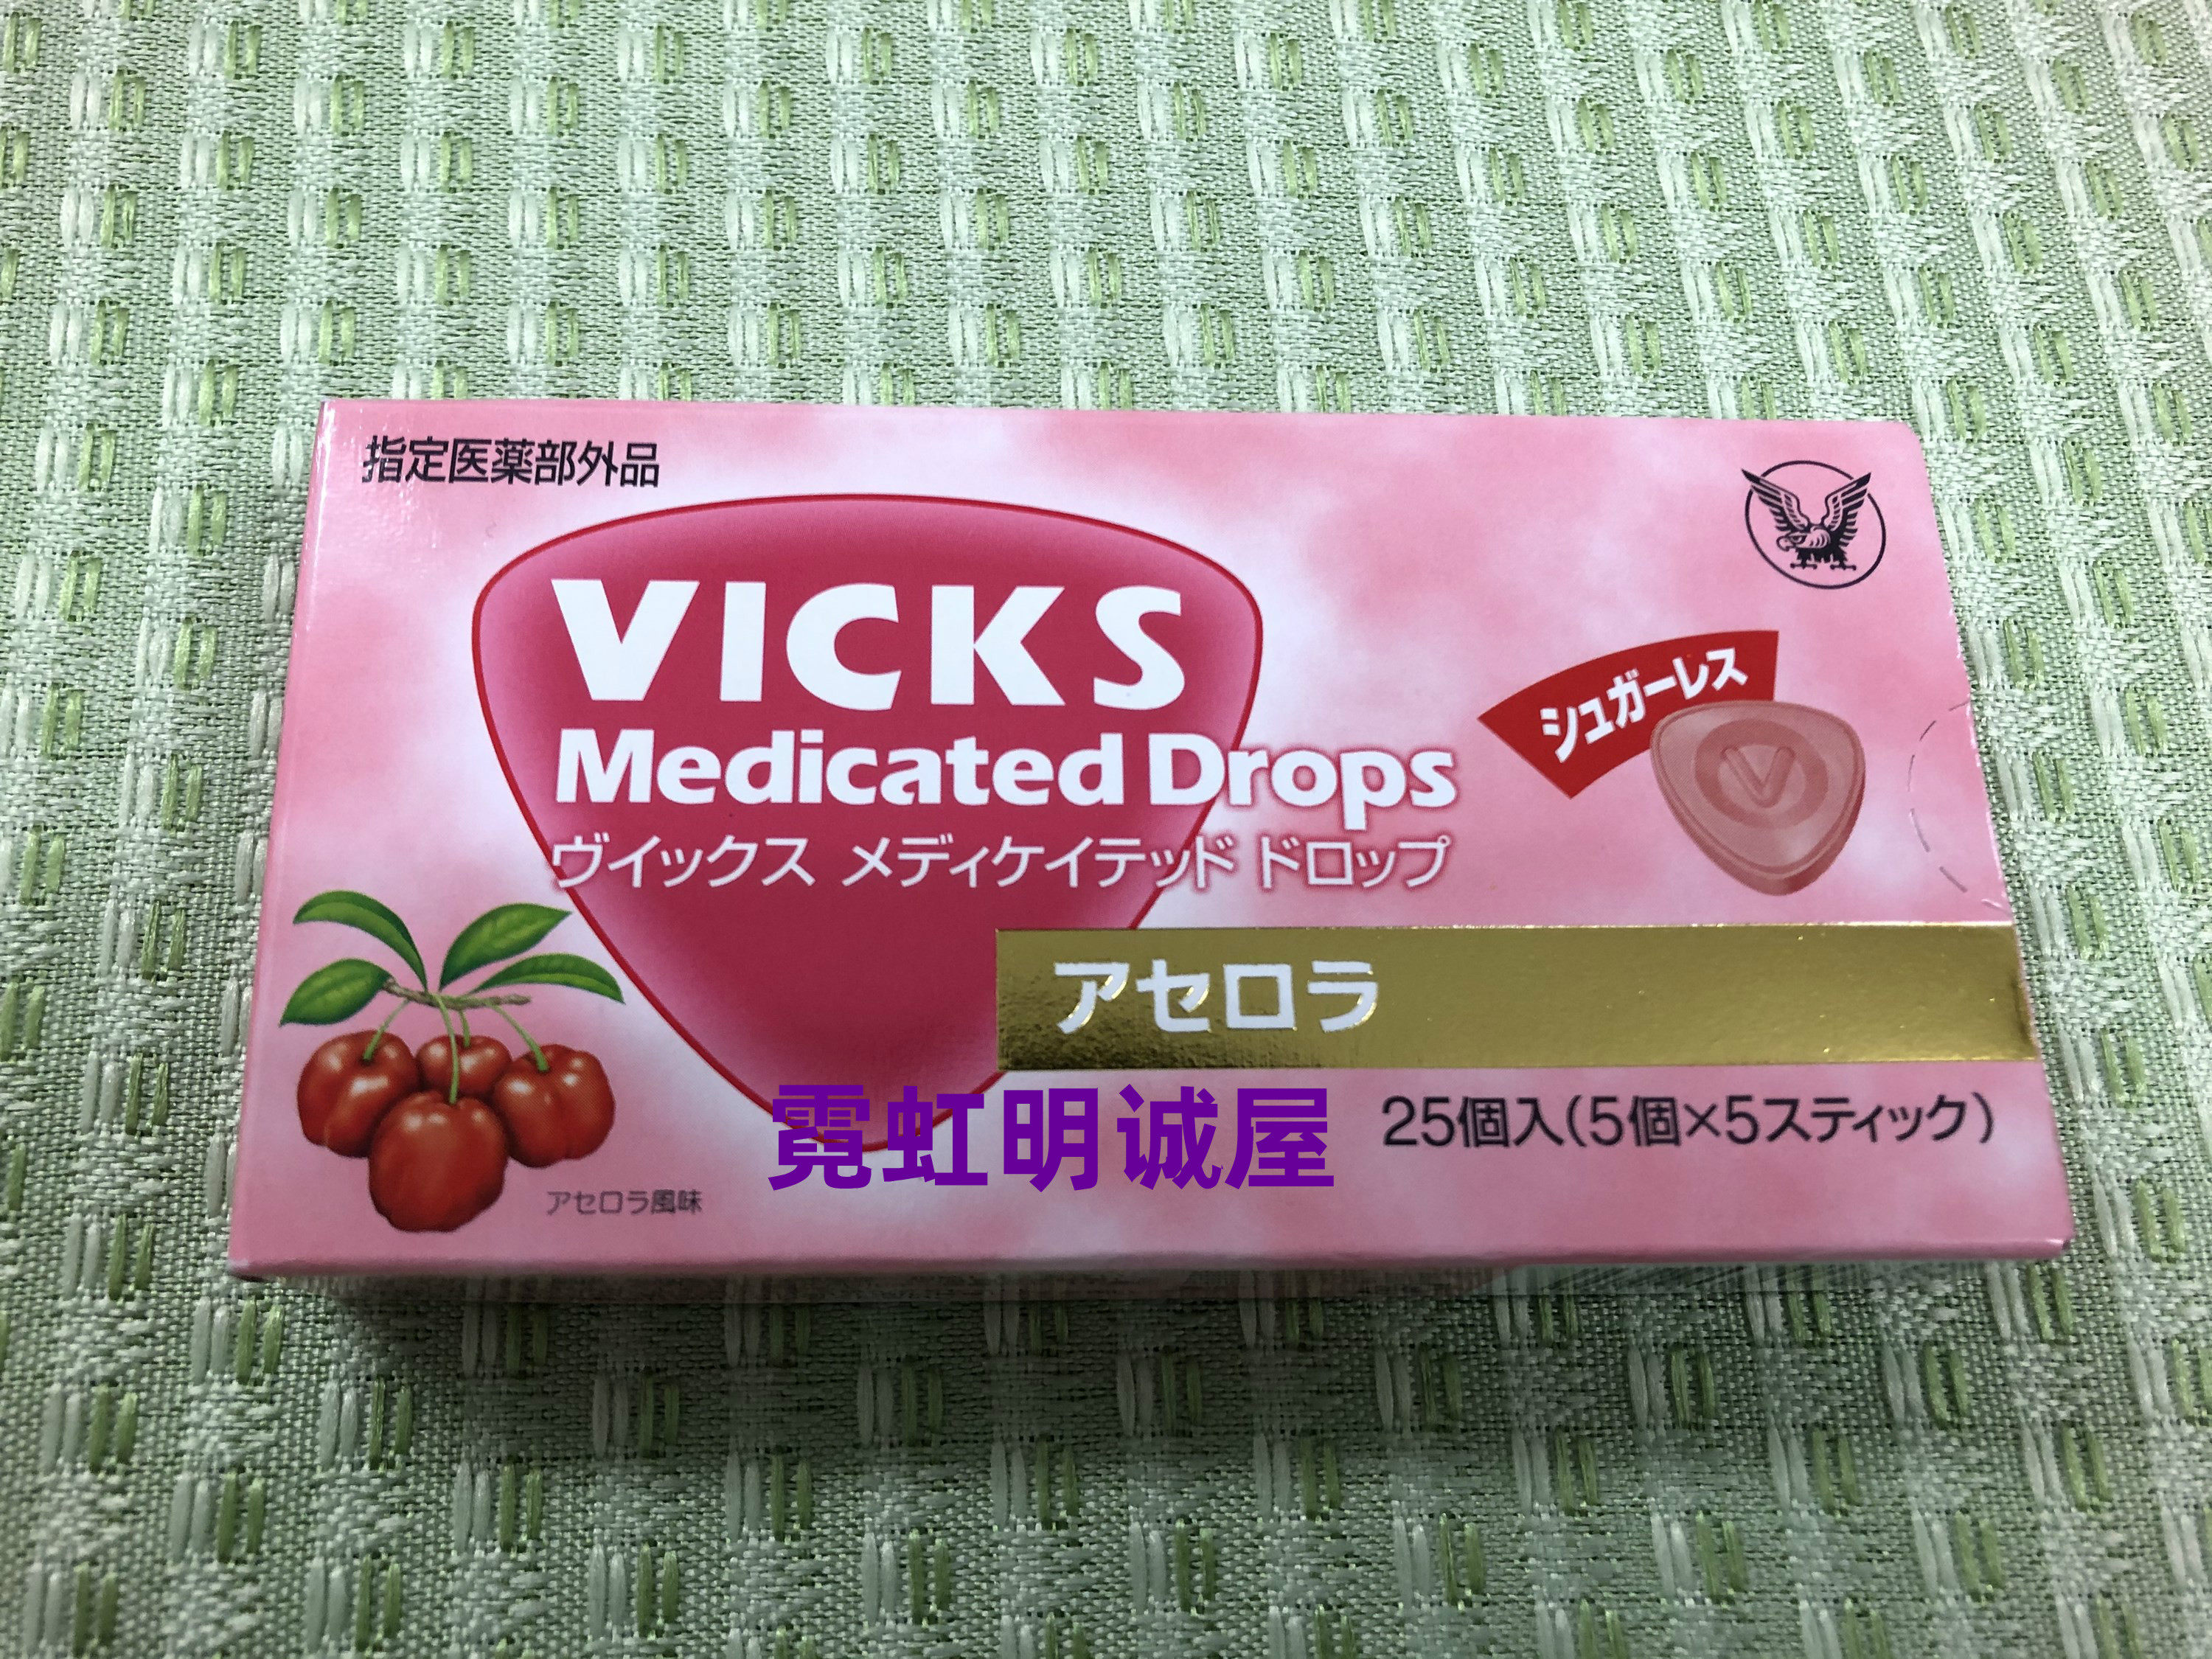 指定医薬部外品
VICKS
Medicated Drops
ヴイックス メディケイテッド ドロップ
シュガーレス
V
アセロラ
25個入(5個×5スティック)
アセロラ風味
霓虹明诚屋